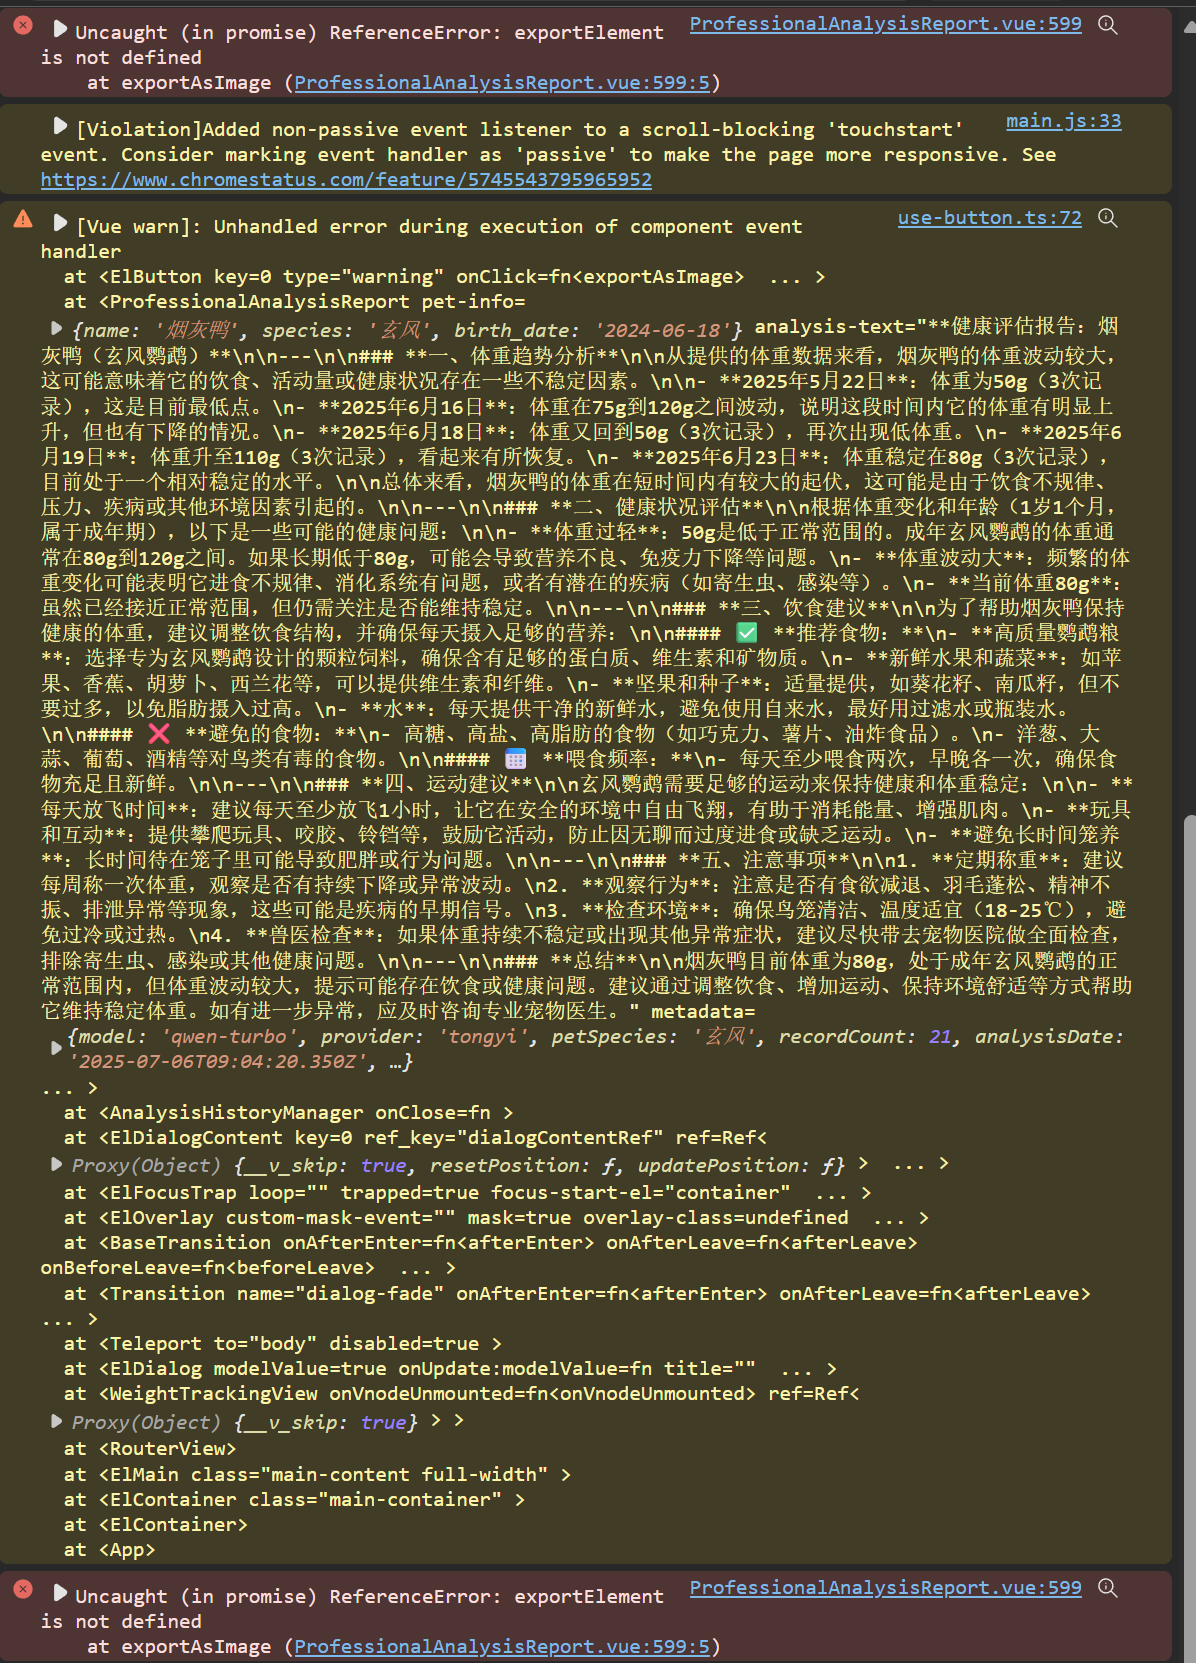 Uncaught (in promise) ReferenceError: exportElement ProfessionalAnalysisReport.vue:599
is not defined
at exportAsImage (ProfessionalAnalysisReport.vue:599:5)
[Violation]Added non-passive event listener to a scroll-blocking 'touchstart' main.js:33
event. Consider marking event handler as 'passive' to make the page more responsive. See
https://www.chromestatus.com/feature/5745543795965952
[Vue warn]: Unhandled error during execution of component event use-button.ts:72
handler
at <ElButton key=0 type="warning" onClick=fn<exportAsImage> ... >
at <ProfessionalAnalysisReport pet-info=
{name: '烟灰鸭', species: '玄风', birth_date: '2024-06-18'} analysis-text="**健康评估报告：烟
灰鸭（玄风鹦鹉）**\n\n---\n\n### **一、体重趋势分析**\n\n从提供的体重数据来看，烟灰鸭的体重波动较大，
这可能意味着它的饮食、活动量或健康状况存在一些不稳定因素。\n\n- **2025年5月22日**：体重为50g（3次记
录），这是目前最低点。\n- **2025年6月16日**：体重在75g到120g之间波动，说明这段时间内它的体重有明显上
升，但也有下降的情况。\n- **2025年6月18日**：体重又回到50g（3次记录），再次出现低体重。\n- **2025年6
月19日**：体重升至110g（3次记录），看起来有所恢复。\n- **2025年6月23日**：体重稳定在80g（3次记录），
目前处于一个相对稳定的水平。\n\n总体来看，烟灰鸭的体重在短时间内有较大的起伏，这可能是由于饮食不规律、
压力、疾病或其他环境因素引起的。\n\n---\n\n### **二、健康状况评估**\n\n根据体重变化和年龄（1岁1个月，
属于成年期），以下是一些可能的健康问题：\n\n- **体重过轻**：50g是低于正常范围的。成年玄风鹦鹉的体重通
常在80g到120g之间。如果长期低于80g，可能会导致营养不良、免疫力下降等问题。\n- **体重波动大**：频繁的体
重变化可能表明它进食不规律、消化系统有问题，或者有潜在的疾病（如寄生虫、感染等）。\n- **当前体重80g**：
虽然已经接近正常范围，但仍需关注是否能维持稳定。\n\n---\n\n### **三、饮食建议**\n\n为了帮助烟灰鸭保持
健康的体重，建议调整饮食结构，并确保每天摄入足够的营养：\n\n#### ✅ **推荐食物：**\n- **高质量鹦鹉粮
**：选择专为玄风鹦鹉设计的颗粒饲料，确保含有足够的蛋白质、维生素和矿物质。\n- **新鲜水果和蔬菜**：如苹
果、香蕉、胡萝卜、西兰花等，可以提供维生素和纤维。\n- **坚果和种子**：适量提供，如葵花籽、南瓜籽，但不
要过多，以免脂肪摄入过高。\n- **水**：每天提供干净的新鲜水，避免使用自来水，最好用过滤水或瓶装水。
\n\n#### ❌ **避免的食物：**\n- 高糖、高盐、高脂肪的食物（如巧克力、薯片、油炸食品）。\n- 洋葱、大
蒜、葡萄、酒精等对鸟类有毒的食物。\n\n#### 🗓️ **喂食频率：**\n- 每天至少喂食两次，早晚各一次，确保食
物充足且新鲜。\n\n---\n\n### **四、运动建议**\n\n玄风鹦鹉需要足够的运动来保持健康和体重稳定：\n\n- **
每天放飞时间**：建议每天至少放飞1小时，让它在安全的环境中自由飞翔，有助于消耗能量、增强肌肉。\n- **玩具
和互动**：提供攀爬玩具、咬胶、铃铛等，鼓励它活动，防止因无聊而过度进食或缺乏运动。\n- **避免长时间笼养
**：长时间待在笼子里可能导致肥胖或行为问题。\n\n---\n\n### **五、注意事项**\n\n1. **定期称重**：建议
每周称一次体重，观察是否有持续下降或异常波动。\n2. **观察行为**：注意是否有食欲减退、羽毛蓬松、精神不
振、排泄异常等现象，这些可能是疾病的早期信号。\n3. **检查环境**：确保鸟笼清洁、温度适宜（18-25℃），避
免过冷或过热。\n4. **兽医检查**：如果体重持续不稳定或出现其他异常症状，建议尽快带去宠物医院做全面检查，
排除寄生虫、感染或其他健康问题。\n\n---\n\n### **总结**\n\n烟灰鸭目前体重为80g，处于成年玄风鹦鹉的正
常范围内，但体重波动较大，提示可能存在饮食或健康问题。建议通过调整饮食、增加运动、保持环境舒适等方式帮助
它维持稳定体重。如有进一步异常，应及时咨询专业宠物医生。" metadata=
{model: 'qwen-turbo', provider: 'tongyi', petSpecies: '玄风', recordCount: 21, analysisDate:
'2025-07-06T09:04:20.350Z', …}
... >
at <AnalysisHistoryManager onClose=fn >
at <ElDialogContent key=0 ref_key="dialogContentRef" ref=Ref<
Proxy(Object) {__v_skip: true, resetPosition: ƒ, updatePosition: ƒ} > ... >
at <ElFocusTrap loop="" trapped=true focus-start-el="container" ... >
at <ElOverlay custom-mask-event="" mask=true overlay-class=undefined ... >
at <BaseTransition onAfterEnter=fn<afterEnter> onAfterLeave=fn<afterLeave>
onBeforeLeave=fn<beforeLeave> ... >
at <Transition name="dialog-fade" onAfterEnter=fn<afterEnter> onAfterLeave=fn<afterLeave>
... >
at <Teleport to="body" disabled=true >
at <ElDialog modelValue=true onUpdate:modelValue=fn title="" ... >
at <WeightTrackingView onVnodeUnmounted=fn<onVnodeUnmounted> ref=Ref<
Proxy(Object) {__v_skip: true} > >
at <RouterView>
at <ElMain class="main-content full-width" >
at <ElContainer class="main-container" >
at <ElContainer>
at <App>
Uncaught (in promise) ReferenceError: exportElement ProfessionalAnalysisReport.vue:599
is not defined
at exportAsImage (ProfessionalAnalysisReport.vue:599:5)